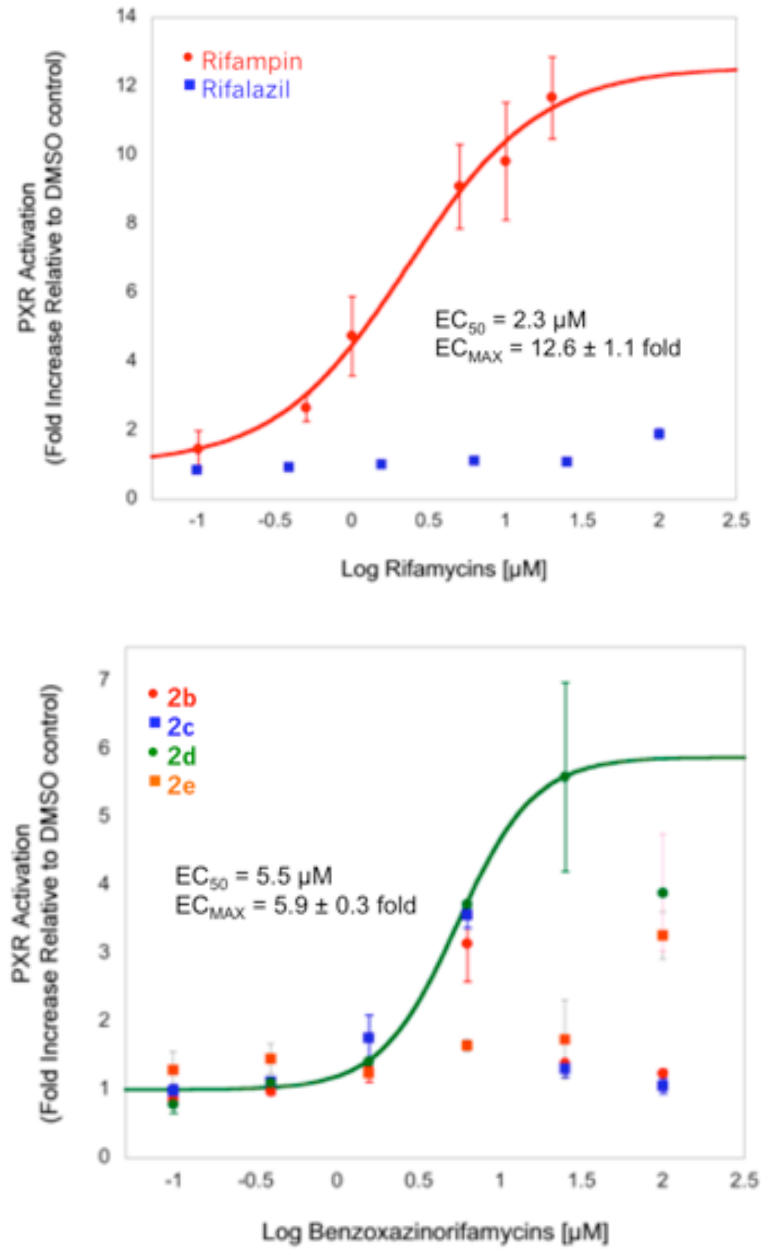 14
12
10
8
6
4
2
0
PXR Activation
(Fold Increase Relative to DMSO control)
Rifampin
Rifalazil
EC50 = 2.3 µM
ECMAX = 12.6 ± 1.1 fold
-1 -0.5 0 0.5 1 1.5 2 2.5
Log Rifamycins [µM]
7
6
5
4
3
2
1
0
PXR Activation
(Fold Increase Relative to DMSO control)
2b
2c
2d
2e
EC50 = 5.5 µM
ECMAX = 5.9 ± 0.3 fold
-1 -0.5 0 0.5 1 1.5 2 2.5
Log Benzoxazinorifamycins [µM]